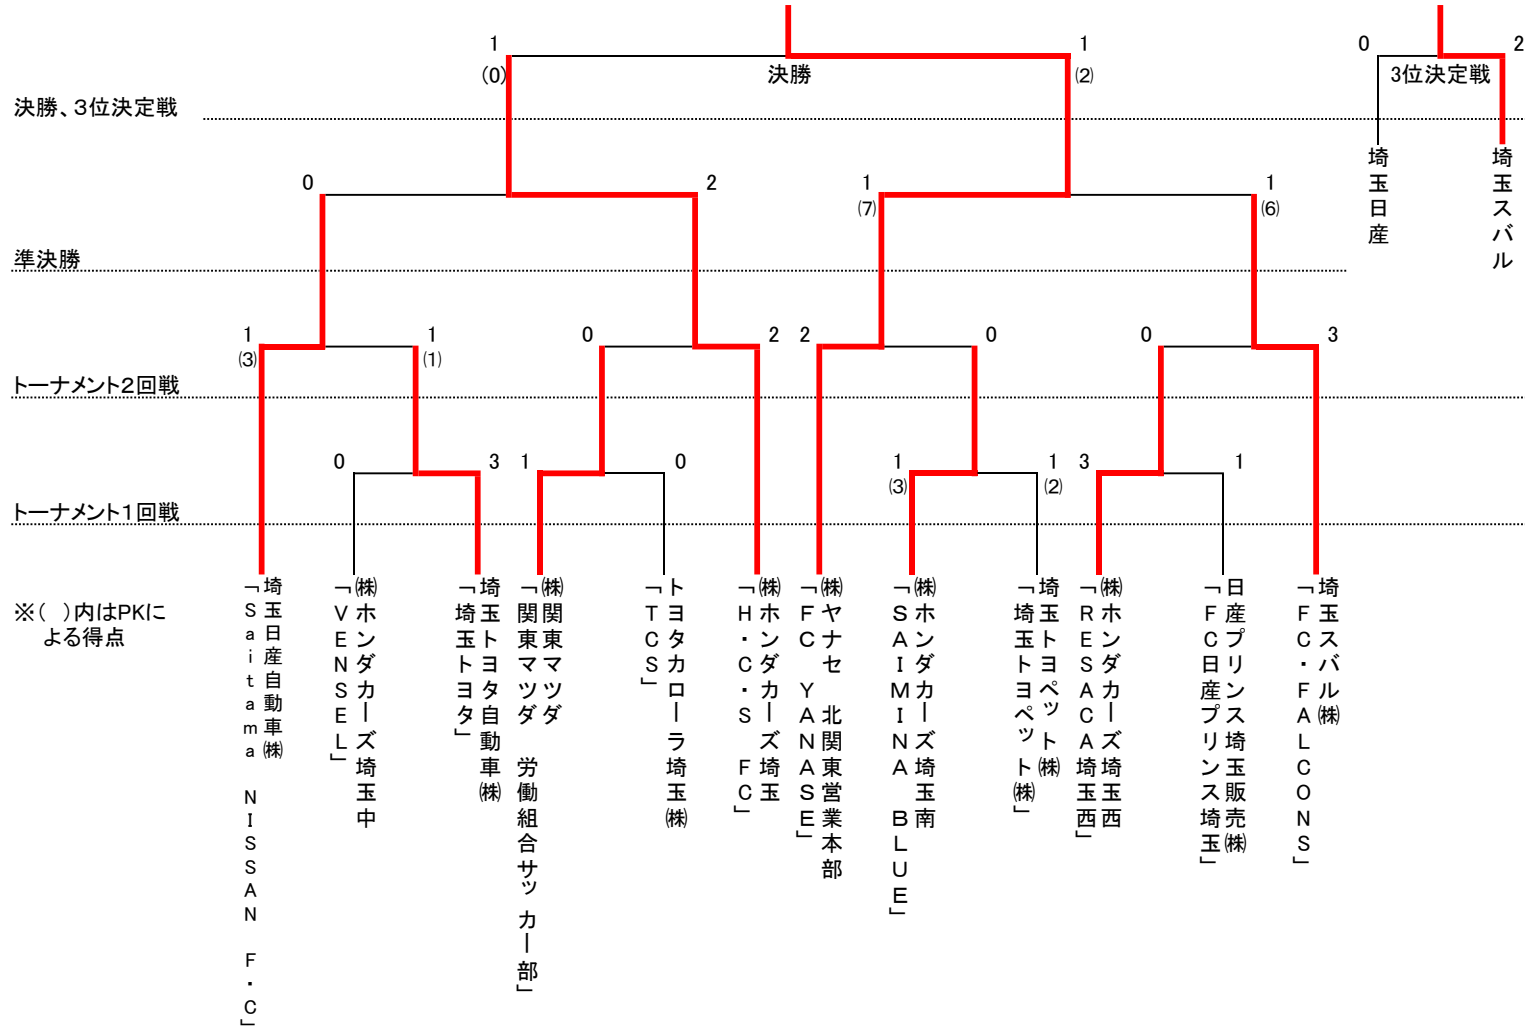 1
1
0
2
(0)
決勝
(2)
3位決定戦
決勝、3位決定戦
埼玉日産
埼玉スバル
0
2
1
1
(7)
(6)
準決勝
1
1
0
2
2
0
0
3
(3)
(1)
トーナメント2回戦
0
3
1
0
1
1
3
1
(3)
(2)
トーナメント1回戦
※( )内はPKに
よる得点
埼玉日産自動車㈱
「Saitama NISSAN F・C」
㈱ホンダカーズ埼玉中
「VENSEL」
埼玉トヨタ自動車㈱
「埼玉トヨタ」
㈱関東マツダ
「関東マツダ 労働組合サッカー部」
トヨタカローラ埼玉㈱
「TCS」
㈱ホンダカーズ埼玉
「H・C・S FC」
㈱ヤナセ 北関東営業本部
「FC YANASE」
㈱ホンダカーズ埼玉南
「SAIMINA BLUE」
埼玉トヨペット㈱
「埼玉トヨペット㈱」
㈱ホンダカーズ埼玉西
「RESACA埼玉西」
日産プリンス埼玉販売㈱
「FC日産プリンス埼玉」
埼玉スバル㈱
「FC・FALCONS」